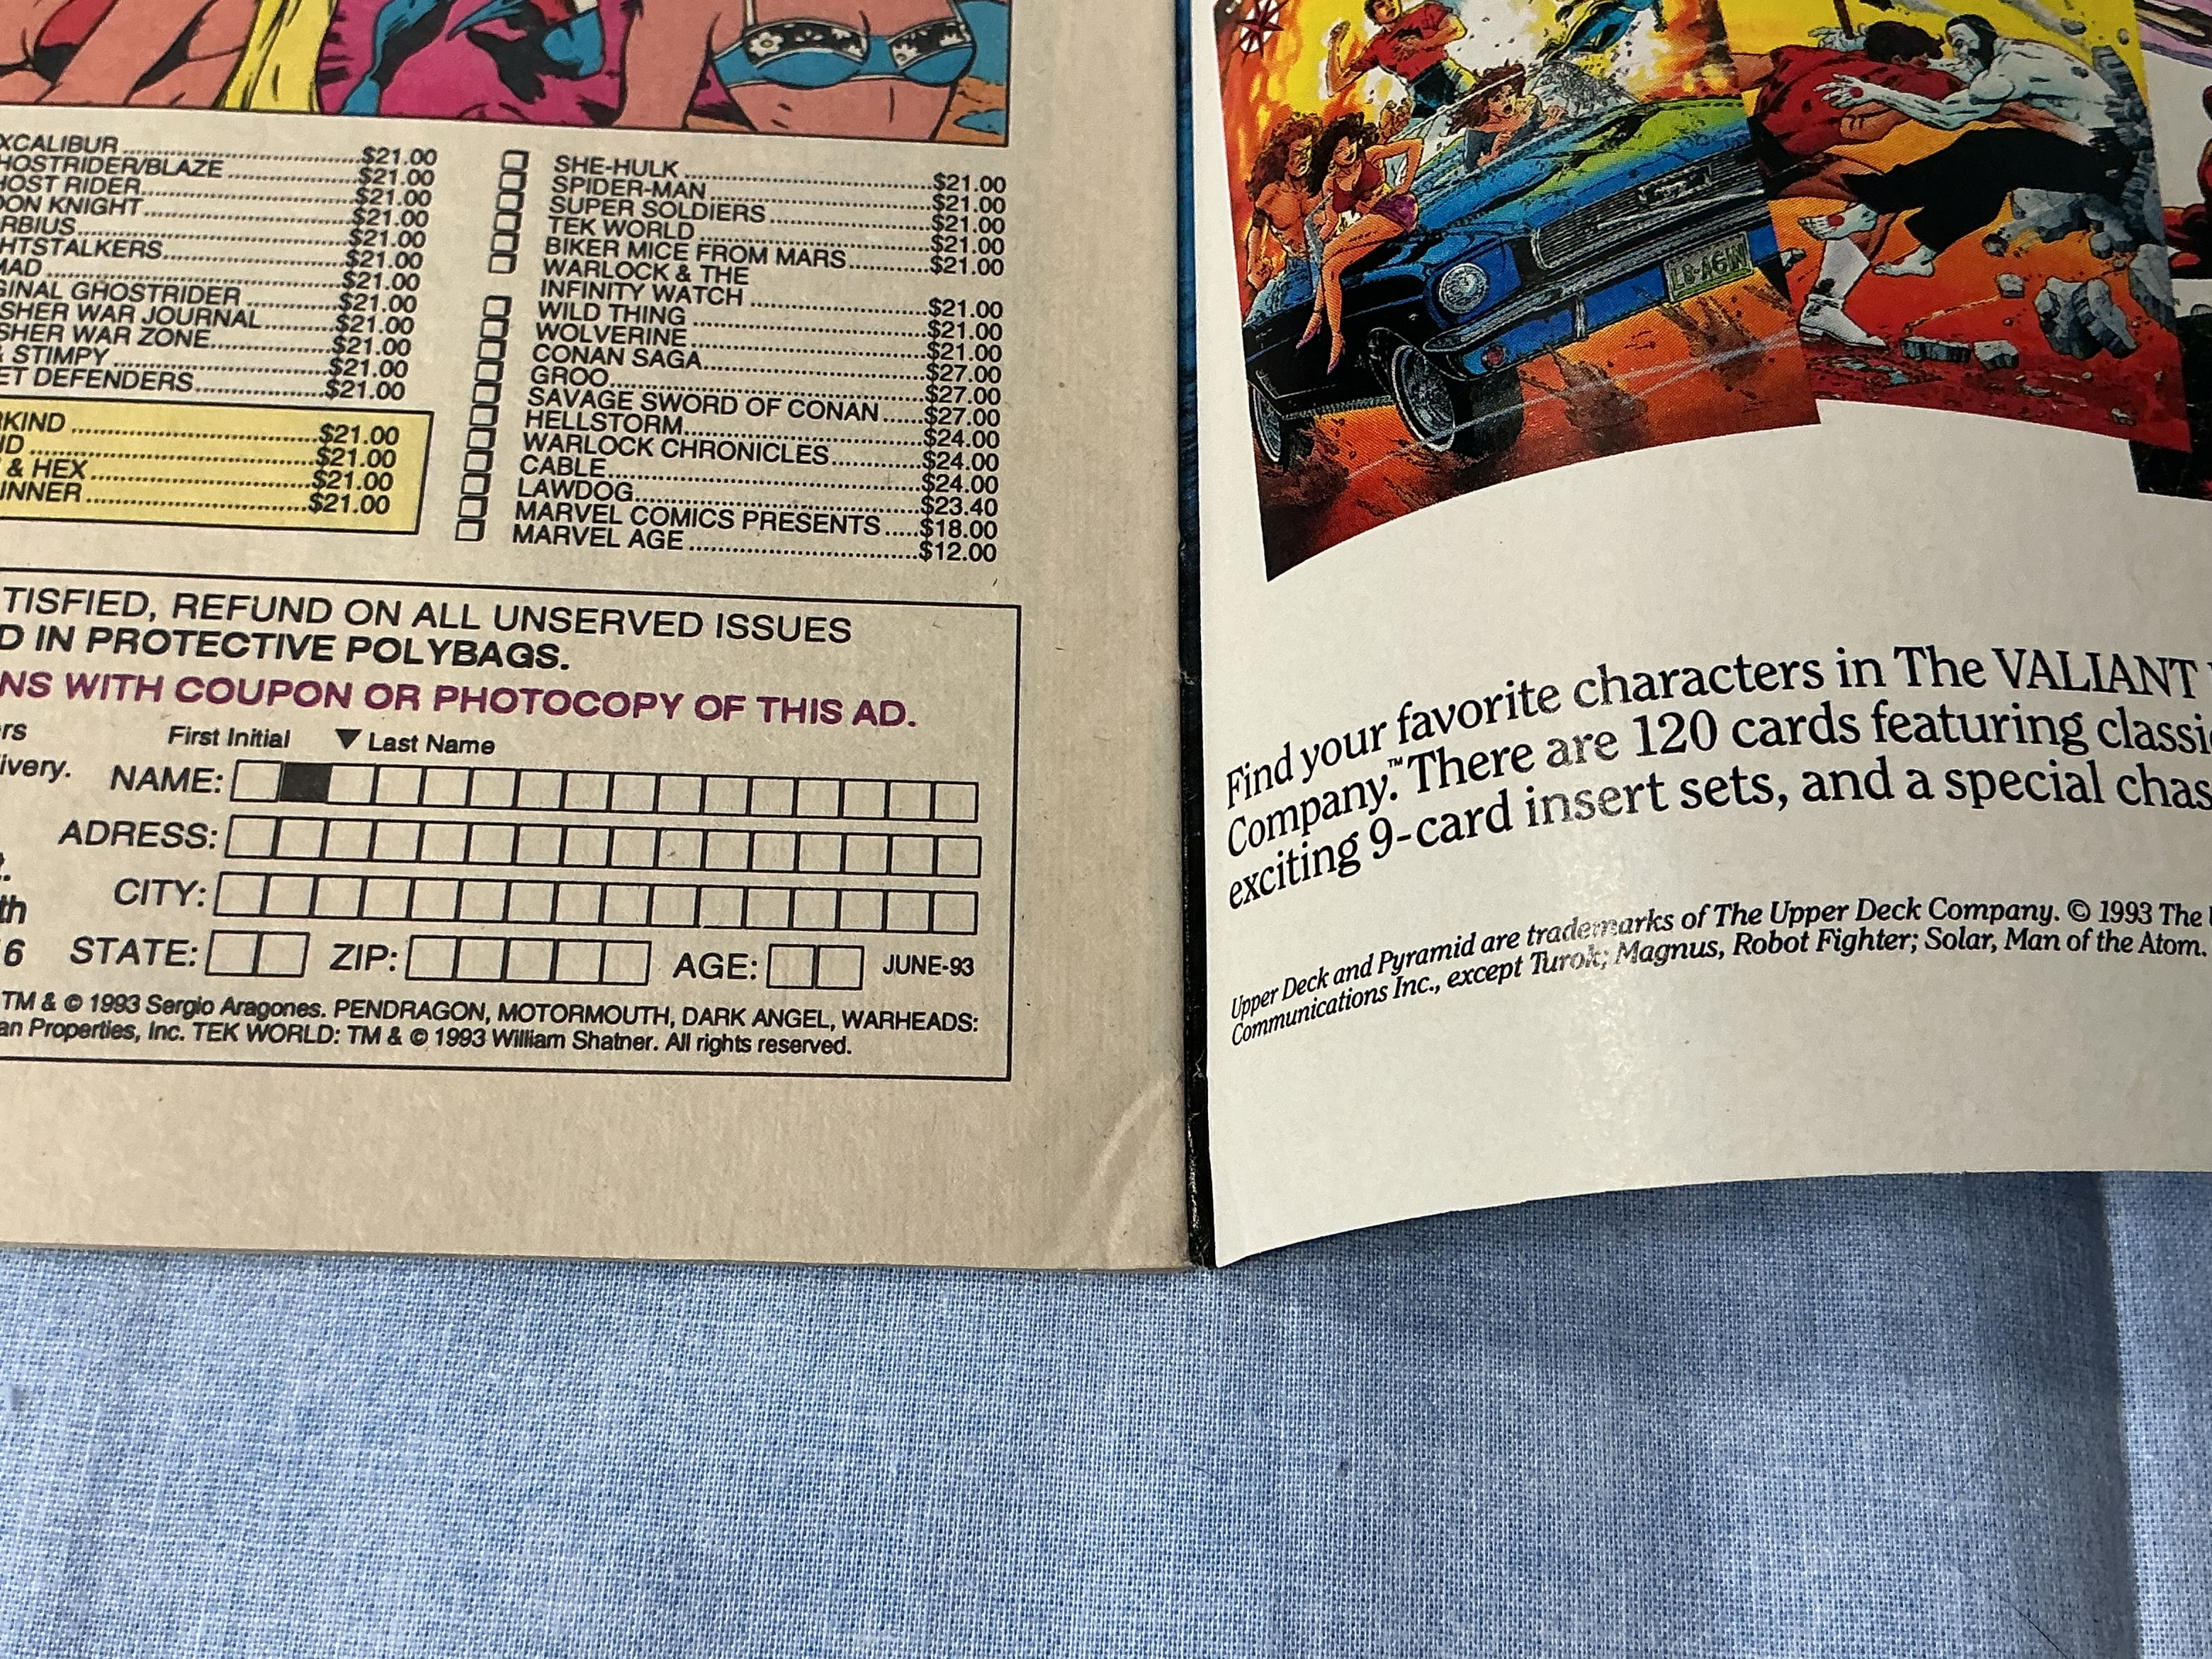 XCALIBUR ........ $21.00
HOSTRIDER/BLAZE ........ $21.00
HOST RIDER ........ $21.00
OON KNIGHT ........ $21.00
RBIUS ........ $21.00
HTSTALKERS ........ $21.00
MAD ........ $21.00
GINAL GHOSTRIDER ........ $21.00
SHER WAR JOURNAL ........ $21.00
SHER WAR ZONE ........ $21.00
& STIMPY ........ $21.00
ET DEFENDERS ........ $21.00
RKIND ........ $21.00
ID ........ $21.00
& HEX ........ $21.00
INNER ........ $21.00
SHE-HULK ........ $21.00
SPIDER-MAN ........ $21.00
SUPER SOLDIERS ........ $21.00
TEK WORLD ........ $21.00
BIKER MICE FROM MARS ........ $21.00
WARLOCK & THE
INFINITY WATCH ........ $21.00
WILD THING ........ $21.00
WOLVERINE ........ $21.00
CONAN SAGA ........ $27.00
GROO ........ $27.00
SAVAGE SWORD OF CONAN ...... $27.00
HELLSTORM ........ $24.00
WARLOCK CHRONICLES ........ $24.00
CABLE ........ $24.00
LAWDOG ........ $23.40
MARVEL COMICS PRESENTS ..... $18.00
MARVEL AGE ........ $12.00
TISFIED, REFUND ON ALL UNSERVED ISSUES
D IN PROTECTIVE POLYBAGS.
NS WITH COUPON OR PHOTOCOPY OF THIS AD.
rs
ivery.
First Initial ▼ Last Name
NAME:
ADRESS:
CITY:
th
6
STATE: ZIP: AGE: JUNE-93
TM & © 1993 Sergio Aragones. PENDRAGON, MOTORMOUTH, DARK ANGEL, WARHEADS:
an Properties, Inc. TEK WORLD: TM & © 1993 William Shatner. All rights reserved.
L8-AGIN
Find your favorite characters in The VALIANT
Company.™ There are 120 cards featuring classi
exciting 9-card insert sets, and a special chas
Upper Deck and Pyramid are trademarks of The Upper Deck Company. © 1993 The U
Communications Inc., except Turok; Magnus, Robot Fighter; Solar, Man of the Atom.